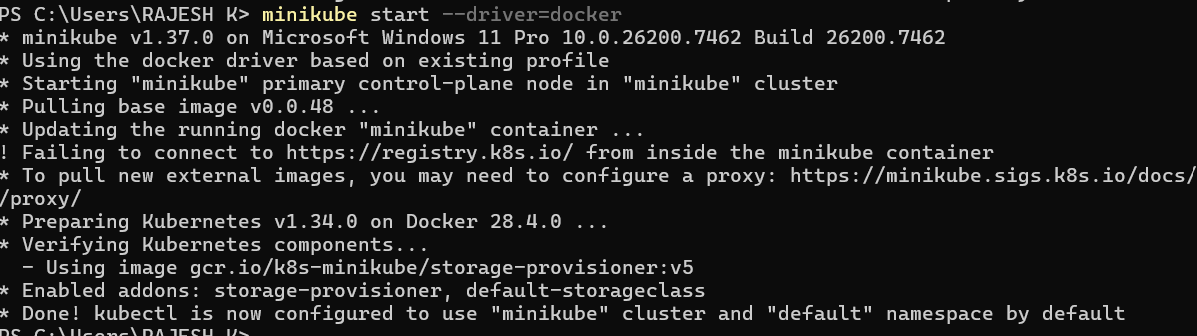 PS C:\Users\RAJESH K> minikube start --driver=docker
* minikube v1.37.0 on Microsoft Windows 11 Pro 10.0.26200.7462 Build 26200.7462
* Using the docker driver based on existing profile
* Starting "minikube" primary control-plane node in "minikube" cluster
* Pulling base image v0.0.48 ...
* Updating the running docker "minikube" container ...
! Failing to connect to https://registry.k8s.io/ from inside the minikube container
* To pull new external images, you may need to configure a proxy: https://minikube.sigs.k8s.io/docs/
/proxy/
* Preparing Kubernetes v1.34.0 on Docker 28.4.0 ...
* Verifying Kubernetes components...
  - Using image gcr.io/k8s-minikube/storage-provisioner:v5
* Enabled addons: storage-provisioner, default-storageclass
* Done! kubectl is now configured to use "minikube" cluster and "default" namespace by default
PS C:\Users\RAJESH K>